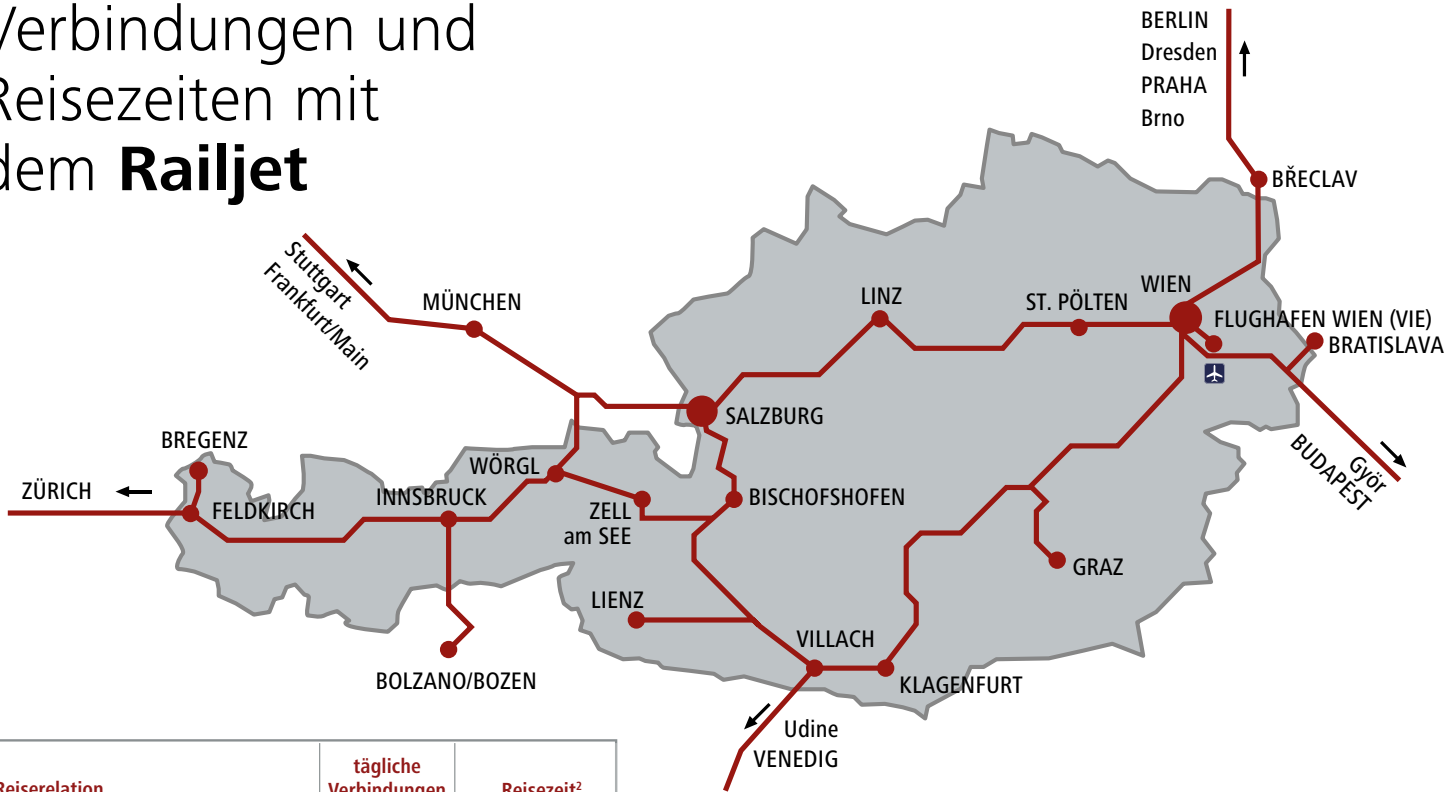 Verbindungen und
Reisezeiten mit
dem Railjet
BERLIN
Dresden
PRAHA
Brno
BŘECLAV
Stuttgart
Frankfurt/Main
MÜNCHEN
LINZ
ST. PÖLTEN
WIEN
FLUGHAFEN WIEN (VIE)
BRATISLAVA
SALZBURG
BREGENZ
ZÜRICH
FELDKIRCH
INNSBRUCK
WÖRGL
ZELL
am SEE
BISCHOFSHOFEN
Györ
BUDAPEST
GRAZ
LIENZ
VILLACH
KLAGENFURT
BOLZANO/BOZEN
Udine
VENEDIG
Reiserelation
tägliche
Verbindungen
Reisezeit²